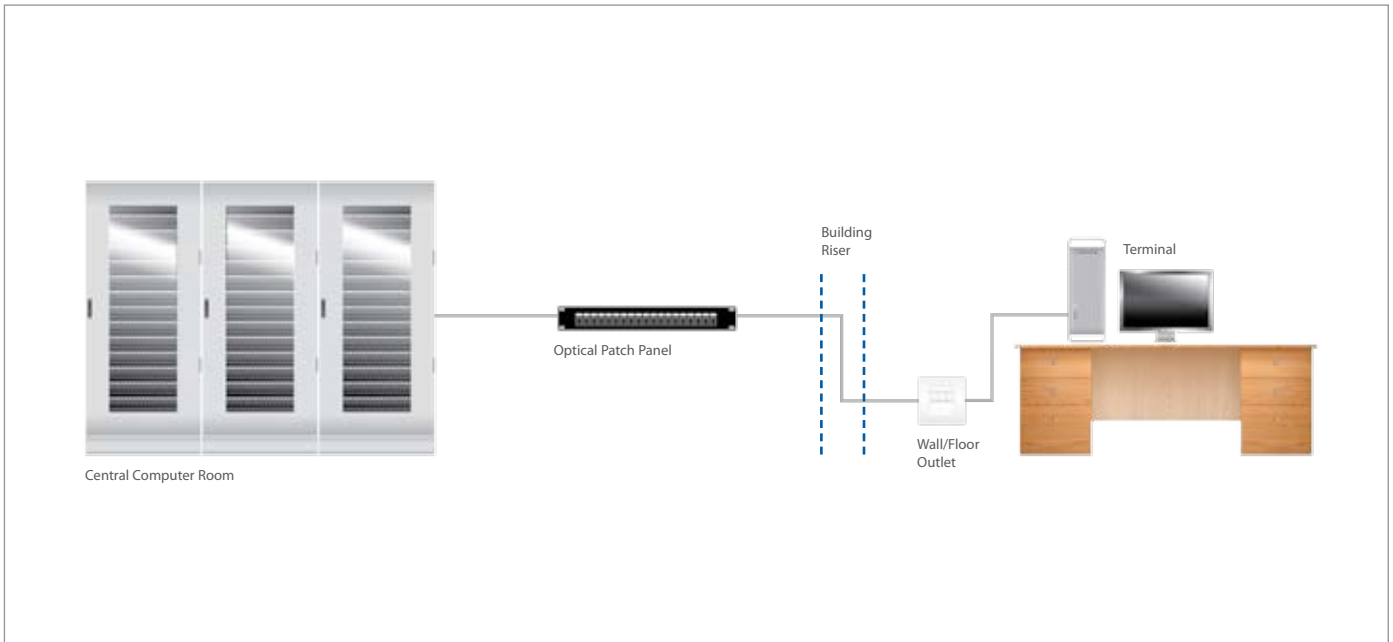 Building
Riser
Terminal
Optical Patch Panel
Wall/Floor
Outlet
Central Computer Room